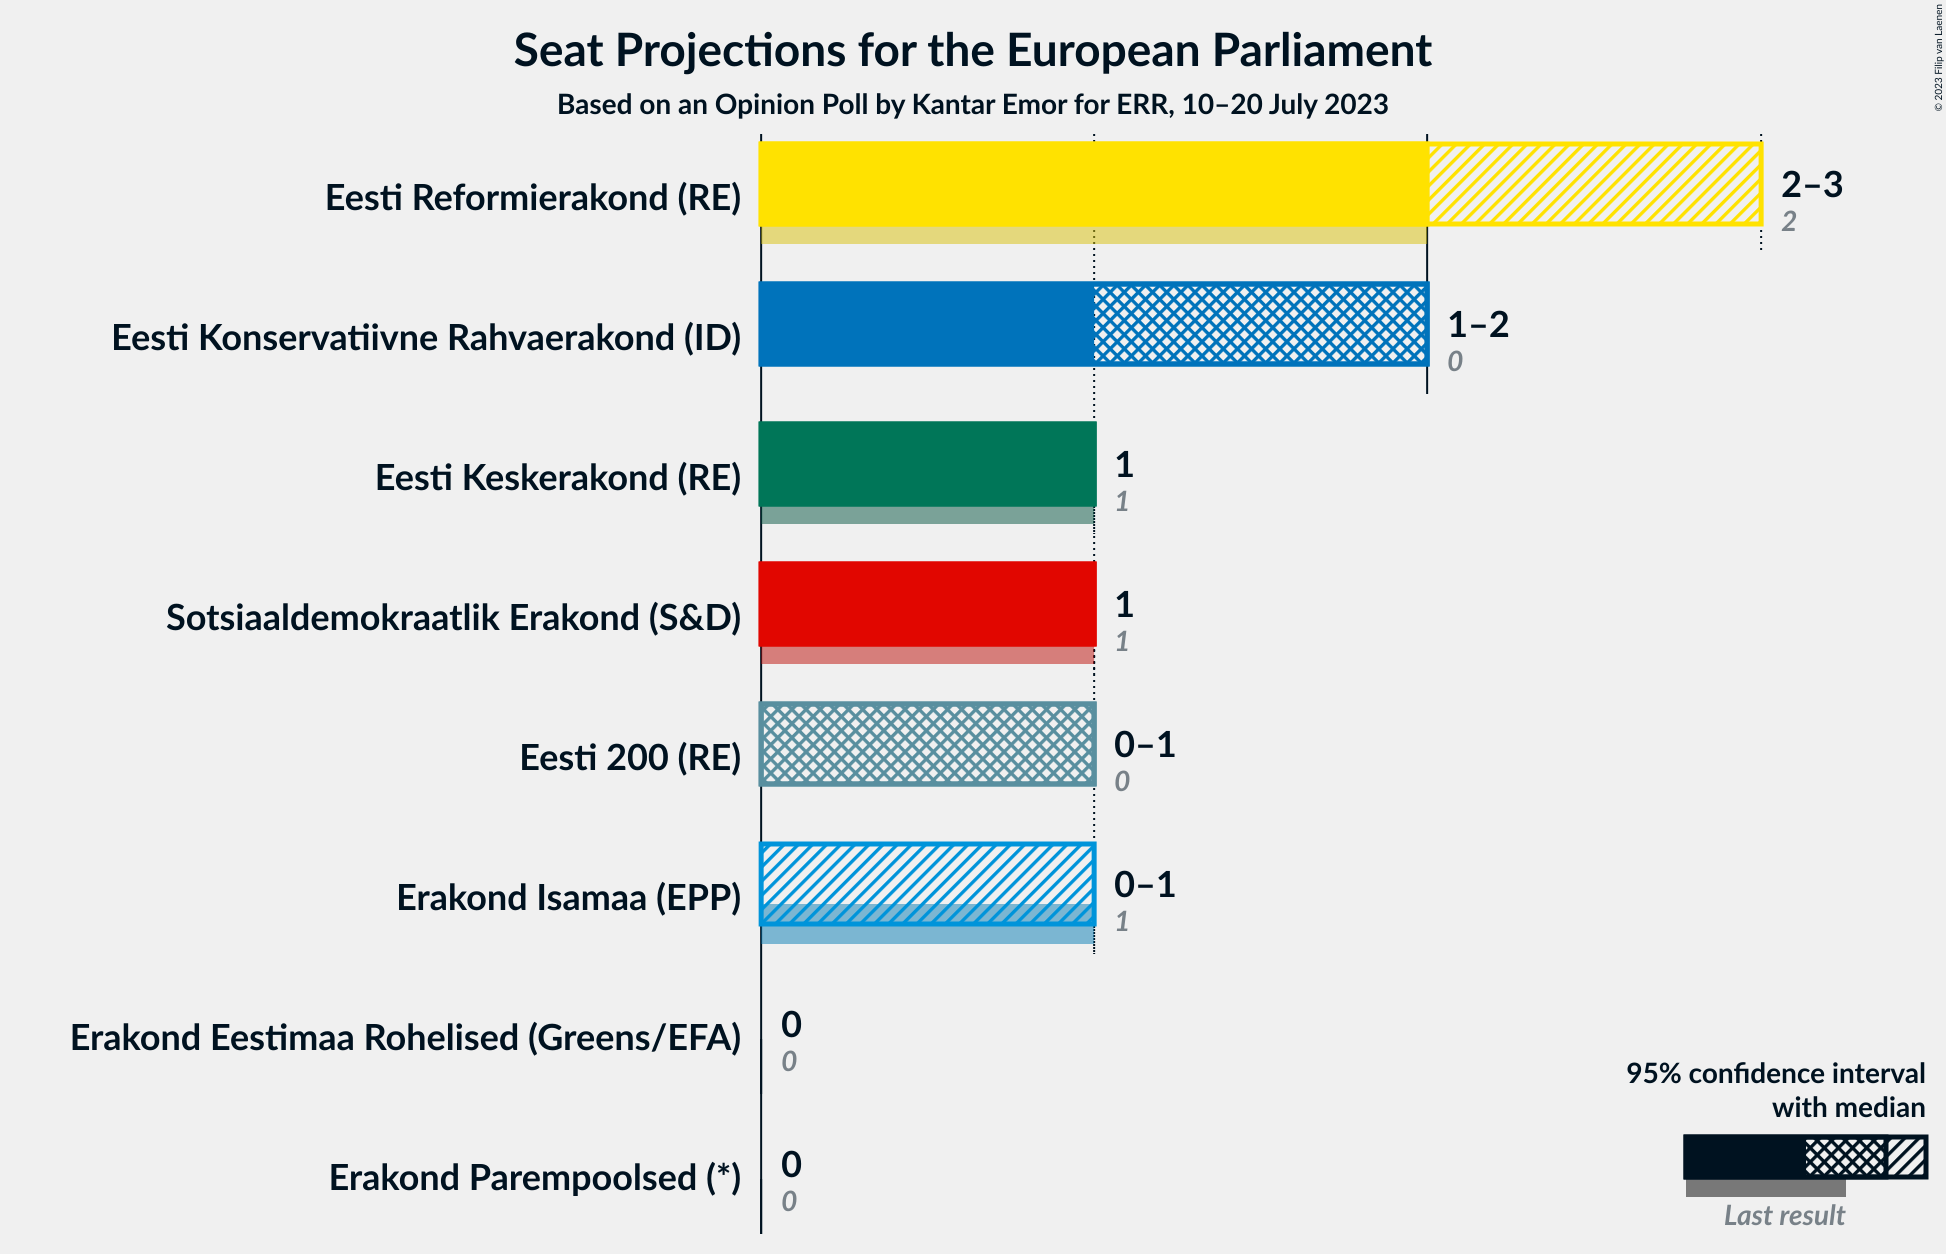 Seat Projections for the European Parliament
Based on an Opinion Poll by Kantar Emor for ERR, 10–20 July 2023
© 2023 Filip van Laenen
Eesti Reformierakond (RE)
2–3
2
Eesti Konservatiivne Rahvaerakond (ID)
1–2
0
Eesti Keskerakond (RE)
1
1
Sotsiaaldemokraatlik Erakond (S&D)
1
1
Eesti 200 (RE)
0–1
0
Erakond Isamaa (EPP)
0–1
1
Erakond Eestimaa Rohelised (Greens/EFA)
0
0
Erakond Parempoolsed (*)
0
0
95% confidence interval
with median
Last result